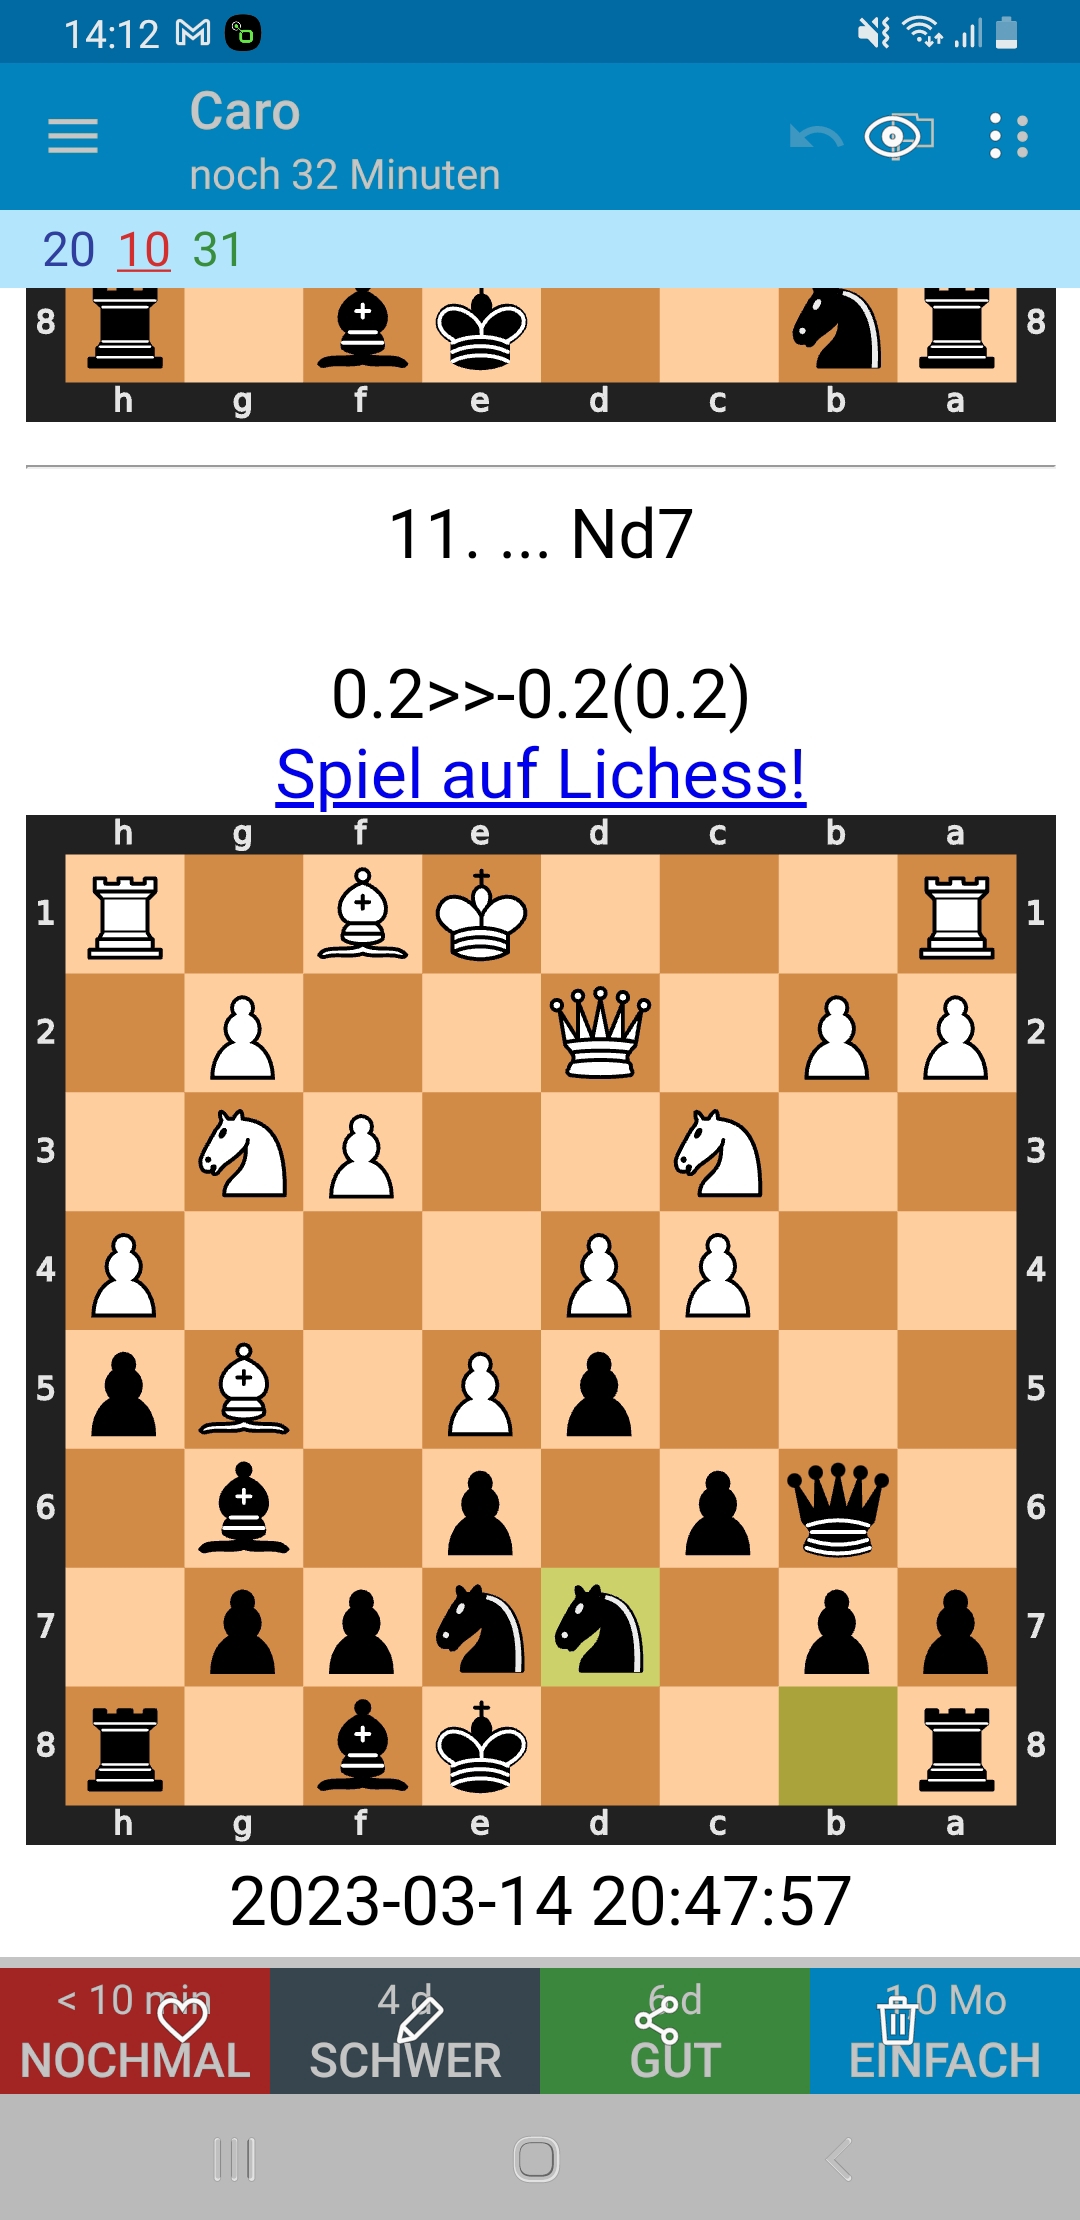 14:12
Caro
noch 32 Minuten
20 10 31
8 8
h g f e d c b a
11. ... Nd7
0.2>>-0.2(0.2)
Spiel auf Lichess!
h g f e d c b a
1 1
2 2
3 3
4 4
5 5
6 6
7 7
8 8
h g f e d c b a
2023-03-14 20:47:57
< 10 min 4 d 6 d 1.0 Mo
NOCHMAL SCHWER GUT EINFACH